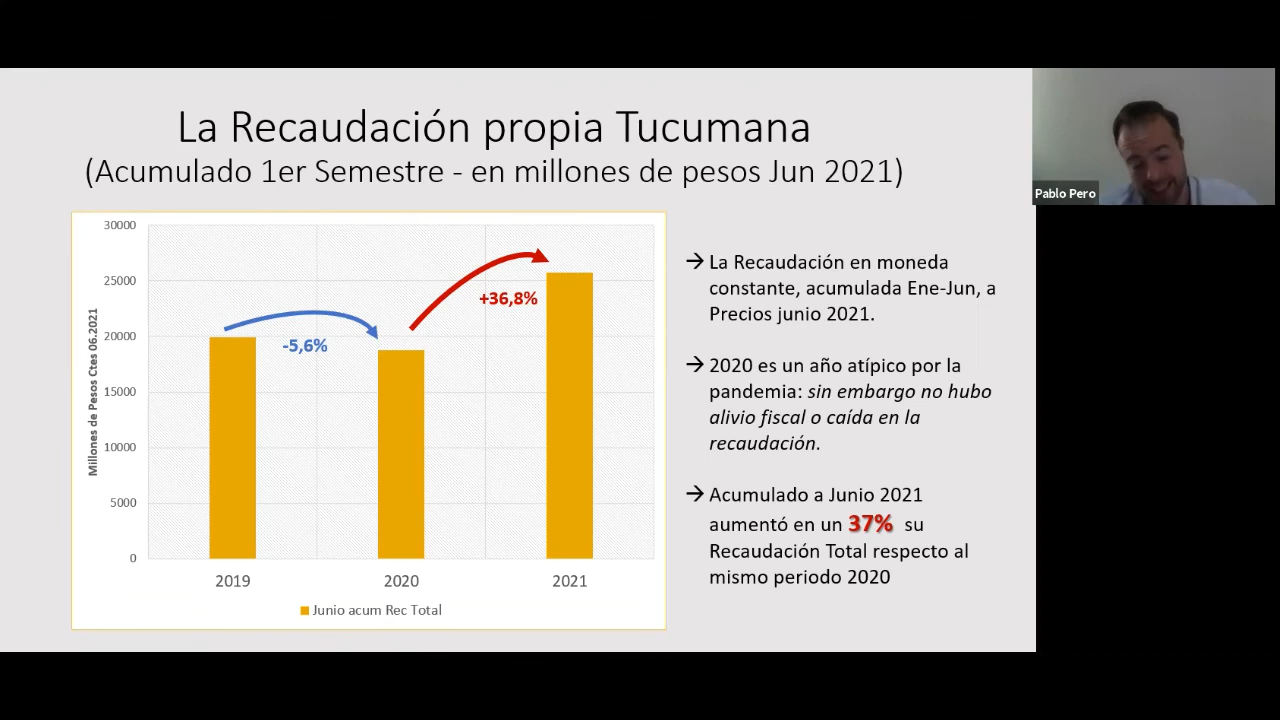 La Recaudación propia Tucumana
(Acumulado 1er Semestre - en millones de pesos Jun 2021)
Pablo Pero
Millones de Pesos Ctes 06.2021
30000
25000
20000
15000
10000
5000
0
-5,6%
+36,8%
2019
2020
2021
Junio acum Rec Total
→ La Recaudación en moneda
constante, acumulada Ene-Jun, a
Precios junio 2021.
→ 2020 es un año atípico por la
pandemia: sin embargo no hubo
alivio fiscal o caída en la
recaudación.
→ Acumulado a Junio 2021
aumentó en un 37% su
Recaudación Total respecto al
mismo periodo 2020